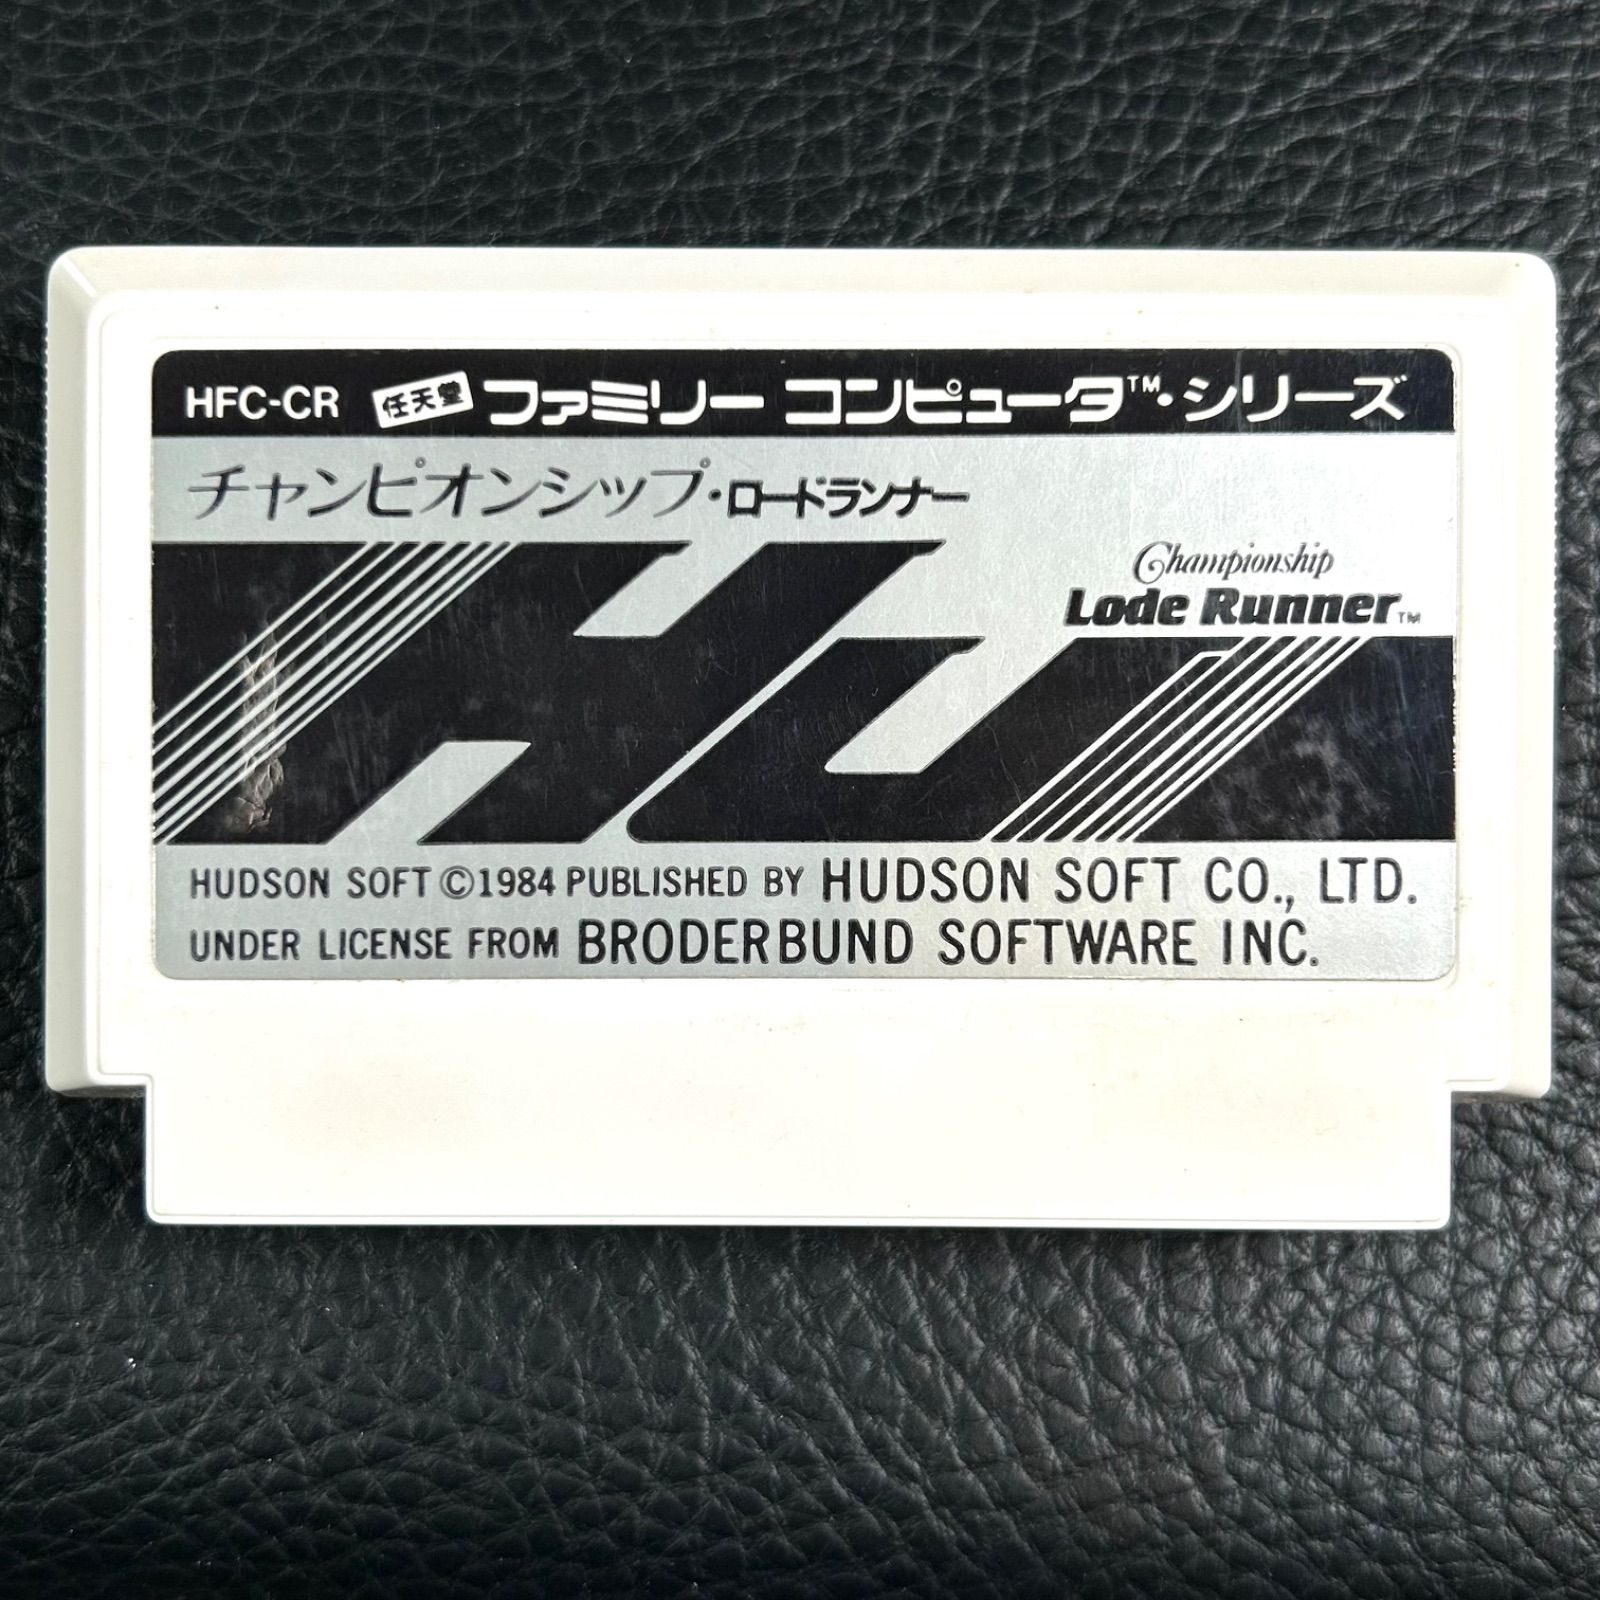 HFC-CR 任天堂 ファミリー コンピュータ™・シリーズ
チャンピオンシップ・ロードランナー
Championship
Lode Runner™
HU
HUDSON SOFT ©1984 PUBLISHED BY HUDSON SOFT CO., LTD.
UNDER LICENSE FROM BRODERBUND SOFTWARE INC.